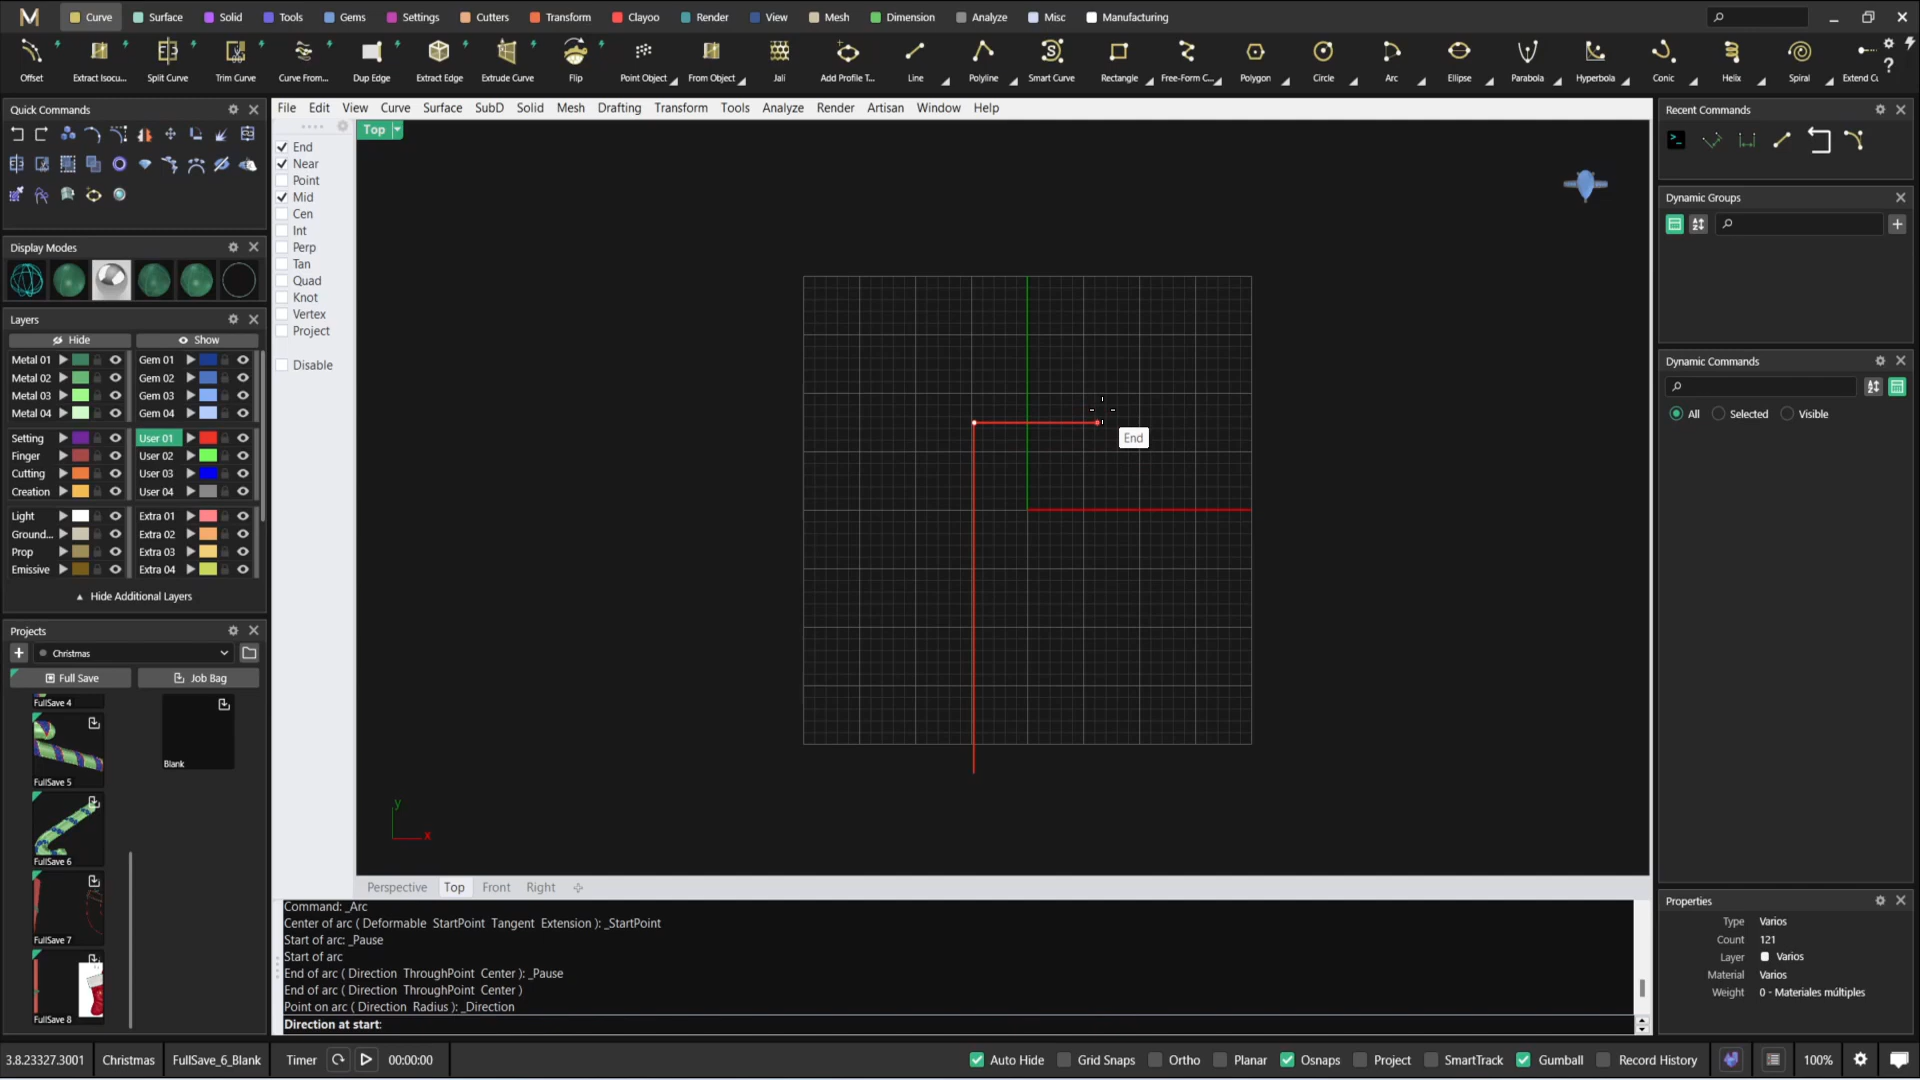 Curve Surface Solid Tools Gems Settings Cutters Transform Clayoo Render View Mesh Dimension Analyze Misc Manufacturing
Offset Extract Isocu... Split Curve Trim Curve Curve From... Dup Edge Extract Edge Extrude Curve Flip Point Object From Object Jali Add Profile T... Line Polyline Smart Curve Rectangle Free-Form C... Polygon Circle Arc Ellipse Parabola Hyperbola Conic Helix Spiral Extend Cu
Quick Commands
File Edit View Curve Surface SubD Solid Mesh Drafting Transform Tools Analyze Render Artisan Window Help
Recent Commands
Top
End
Near
Point
Mid
Cen
Int
Perp
Tan
Quad
Knot
Vertex
Project
Disable
Display Modes
Layers
Hide Show
Metal 01 Gem 01
Metal 02 Gem 02
Metal 03 Gem 03
Metal 04 Gem 04
Setting User 01
Finger User 02
Cutting User 03
Creation User 04
Light Extra 01
Ground... Extra 02
Prop Extra 03
Emissive Extra 04
Hide Additional Layers
Projects
Christmas
Full Save Job Bag
FullSave 4
Blank
FullSave 5
FullSave 6
FullSave 7
FullSave 8
End
y
x
Perspective Top Front Right
Command: _Arc
Center of arc ( Deformable StartPoint Tangent Extension ): _StartPoint
Start of arc: _Pause
Start of arc
End of arc ( Direction ThroughPoint Center ): _Pause
End of arc ( Direction ThroughPoint Center )
Point on arc ( Direction Radius ): _Direction
Direction at start:
Dynamic Groups
Dynamic Commands
All Selected Visible
Properties
Type Varios
Count 121
Layer Varios
Material Varios
Weight 0 - Materiales múltiples
3.8.23327.3001 Christmas FullSave_6_Blank Timer 00:00:00 Auto Hide Grid Snaps Ortho Planar Osnaps Project SmartTrack Gumball Record History 100%